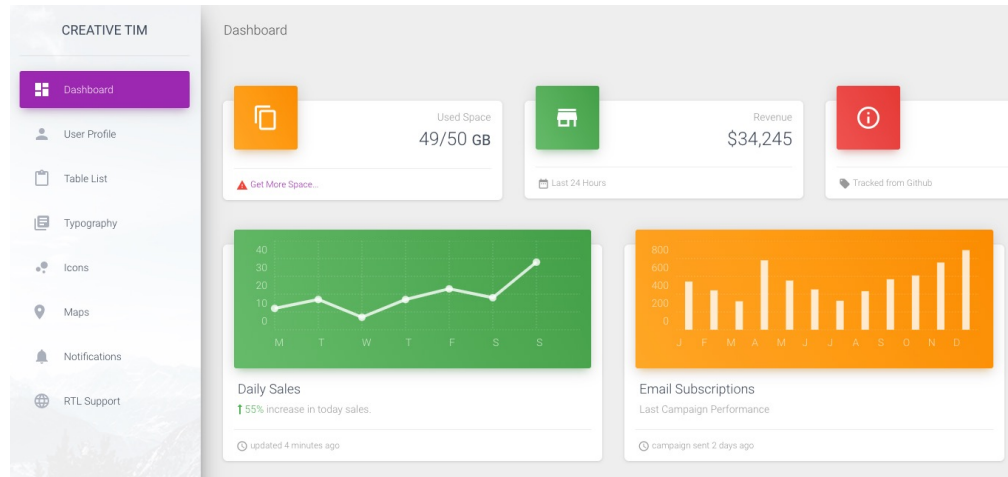 CREATIVE TIM
Dashboard
Dashboard
User Profile
Table List
Typography
Icons
Maps
Notifications
RTL Support
Used Space
49/50 GB
Get More Space...
Revenue
$34,245
Last 24 Hours
Tracked from Github
40
30
20
10
0
M T W T F S S
Daily Sales
55% increase in today sales.
updated 4 minutes ago
800
600
400
200
0
J F M A M J J A S O N D
Email Subscriptions
Last Campaign Performance
campaign sent 2 days ago